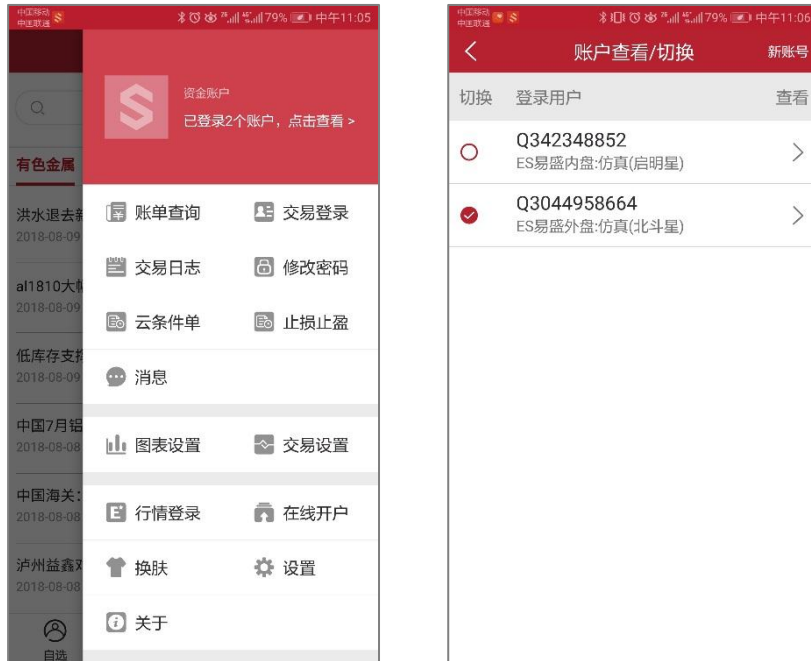 中国移动
中国联通
79% 中午11:05
资金账户
已登录2个账户，点击查看 >
有色金属
洪水退去
2018-08-09
账单查询 交易登录
交易日志 修改密码
al1810大
2018-08-09
云条件单 止损止盈
低库存支
2018-08-09
消息
中国7月铝
2018-08-08
图表设置 交易设置
中国海关：
2018-08-08
行情登录 在线开户
泸州益鑫
2018-08-08
换肤 设置
关于
自选
中国移动
中国联通
79% 中午11:06
账户查看/切换 新账号
切换 登录用户 查看
Q342348852
ES易盛内盘:仿真(启明星)
Q3044958664
ES易盛外盘:仿真(北斗星)